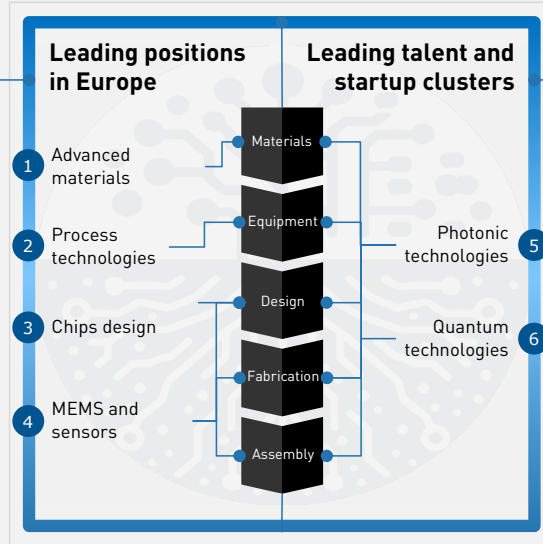 Leading positions
in Europe
Leading talent and
startup clusters
Materials
1
Advanced
materials
Equipment
2
Process
technologies
Photonic
technologies
5
Design
3
Chips design
Quantum
technologies
6
Fabrication
4
MEMS and
sensors
Assembly